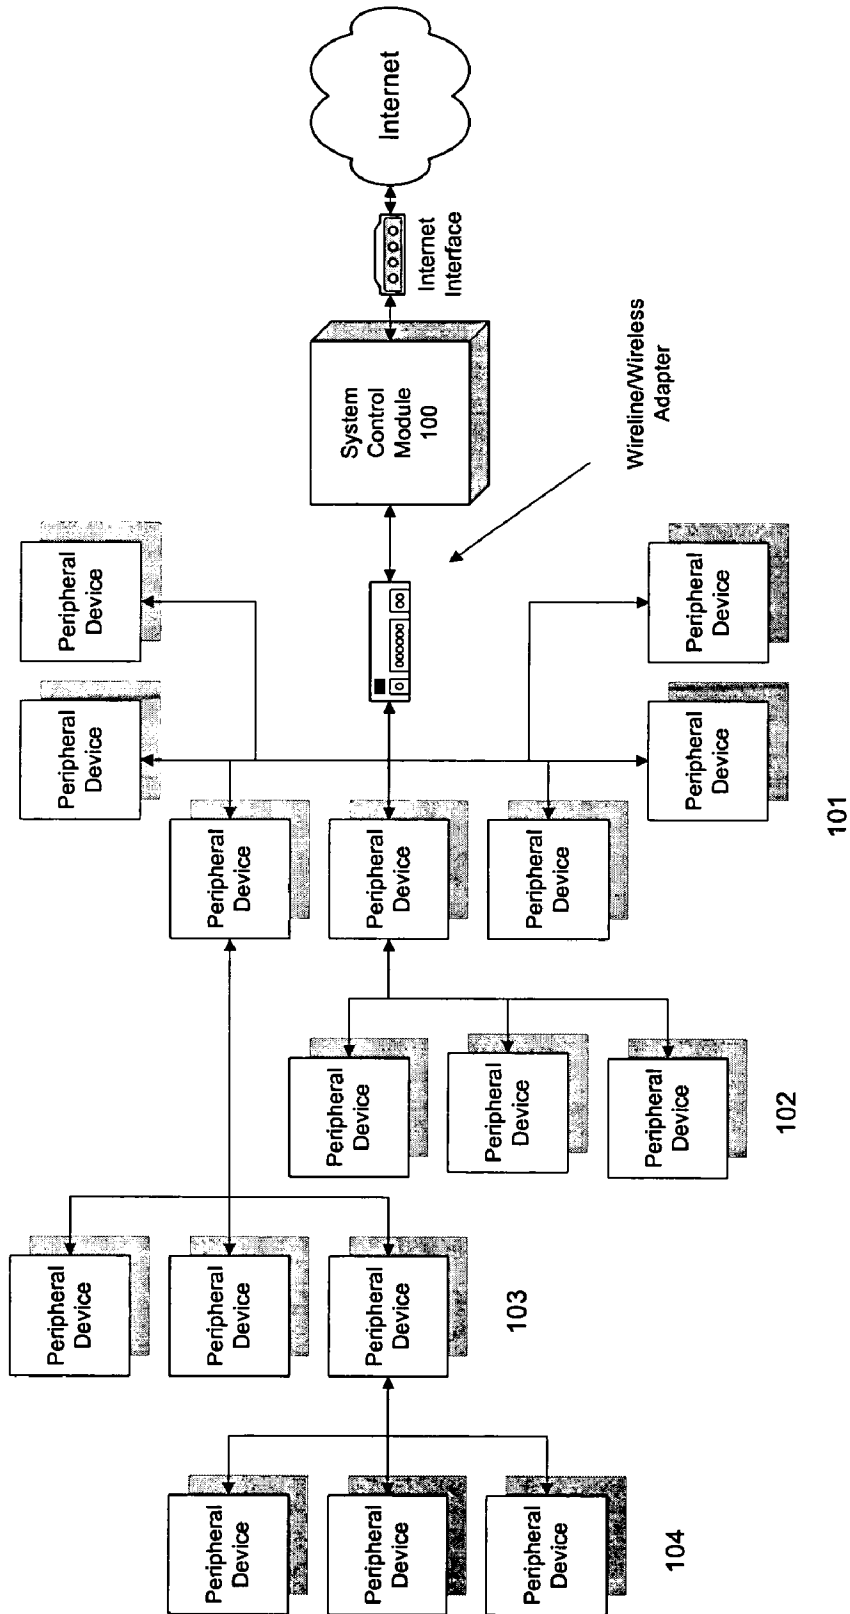 Peripheral
Device
Peripheral
Device
Peripheral
Device
104
Peripheral
Device
Peripheral
Device
Peripheral
Device
103
Peripheral
Device
Peripheral
Device
Peripheral
Device
102
Peripheral
Device
Peripheral
Device
Peripheral
Device
Peripheral
Device
Peripheral
Device
Peripheral
Device
Peripheral
Device
101
Wireline/Wireless
Adapter
System
Control
Module
100
Internet
Interface
Internet